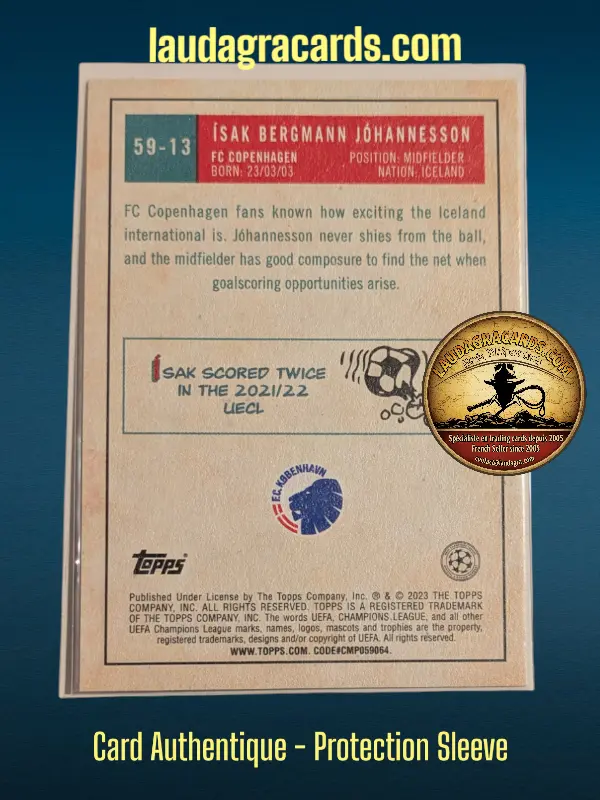 laudagracards.com
59-13
ÍSAK BERGMANN JÓHANNESSON
FC COPENHAGEN
POSITION: MIDFIELDER
BORN: 23/03/03
NATION: ICELAND
FC Copenhagen fans known how exciting the Iceland
international is. Jóhannesson never shies from the ball,
and the midfielder has good composure to find the net when
goalscoring opportunities arise.
ÍSAK SCORED TWICE
IN THE 2021/22
UECL
LAUDAGRACARDS.COM
Spécialiste en trading cards depuis 2005
French Seller since 2005
F.C. KØBENHAVN
TOPPS
Published Under License by The Topps Company, Inc. ® & © 2023 THE TOPPS
COMPANY, INC. ALL RIGHTS RESERVED. TOPPS IS A REGISTERED TRADEMARK
OF THE TOPPS COMPANY, INC. The words UEFA, CHAMPIONS LEAGUE, and all other
UEFA Champions League marks, names, logos, mascots and trophies are the property,
registered trademarks, designs and/or copyright of UEFA. All rights reserved.
WWW.TOPPS.COM. CODE#CMP059064.
Card Authentique - Protection Sleeve